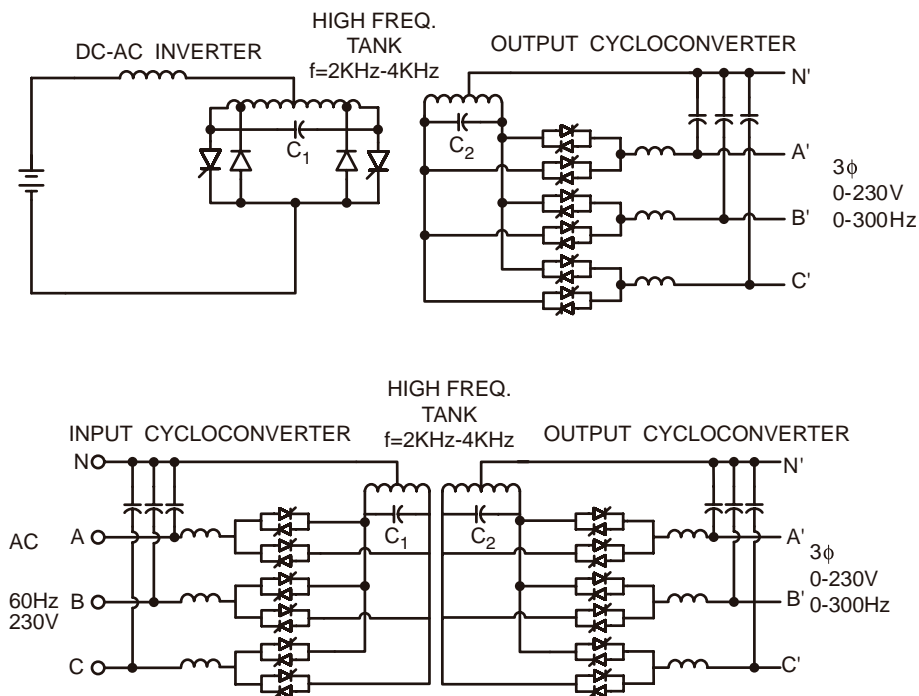 HIGH FREQ.
TANK
f=2KHz-4KHz
DC-AC INVERTER
OUTPUT CYCLOCONVERTER
N'
C₁
C₂
A'
3ϕ
0-230V
0-300Hz
B'
C'
HIGH FREQ.
TANK
f=2KHz-4KHz
INPUT CYCLOCONVERTER
OUTPUT CYCLOCONVERTER
N
N'
C₁
C₂
AC
A
A'
3ϕ
0-230V
0-300Hz
60Hz
230V
B
B'
C
C'